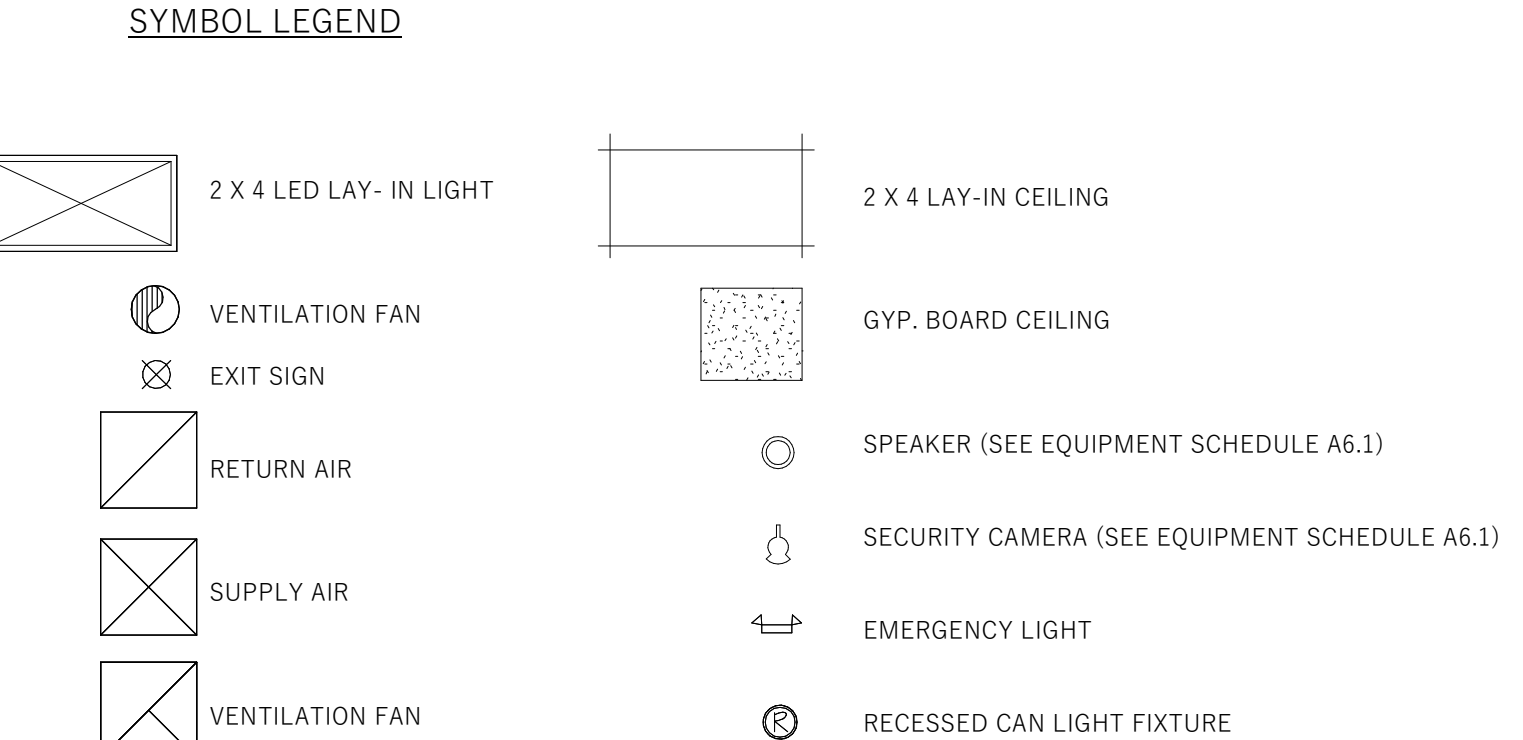 SYMBOL LEGEND
2 X 4 LED LAY- IN LIGHT
VENTILATION FAN
EXIT SIGN
RETURN AIR
SUPPLY AIR
VENTILATION FAN
2 X 4 LAY-IN CEILING
GYP. BOARD CEILING
SPEAKER (SEE EQUIPMENT SCHEDULE A6.1)
SECURITY CAMERA (SEE EQUIPMENT SCHEDULE A6.1)
EMERGENCY LIGHT
R
RECESSED CAN LIGHT FIXTURE